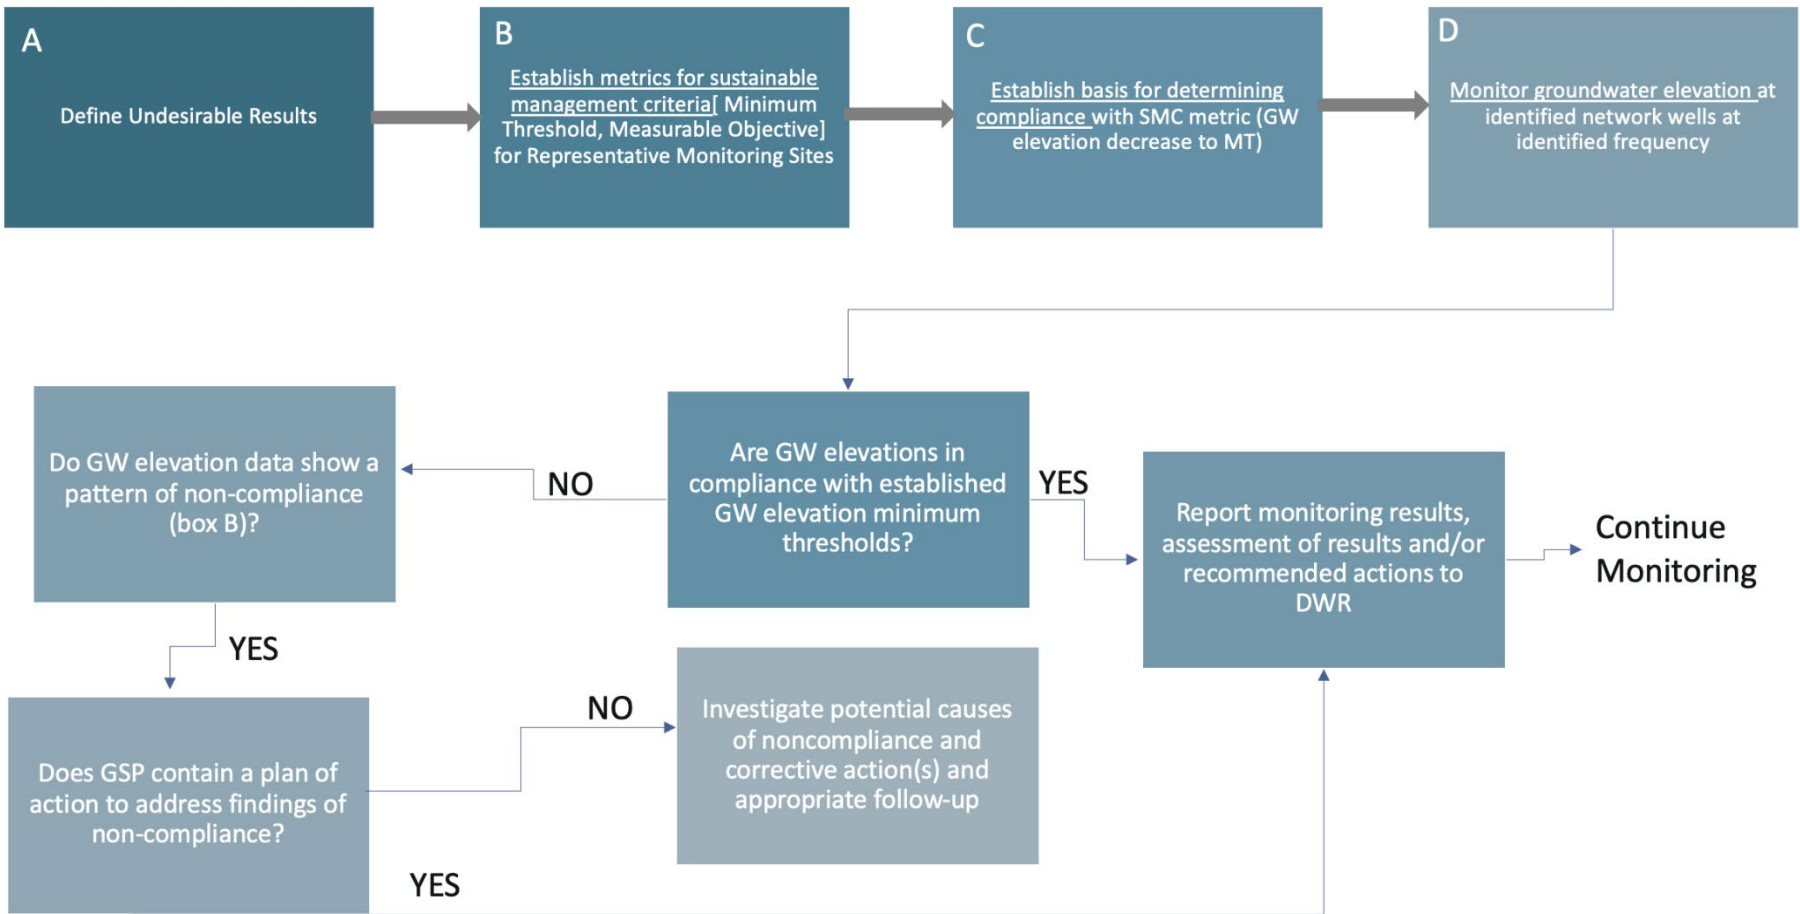 A
Define Undesirable Results
B
Establish metrics for sustainable
management criteria[ Minimum
Threshold, Measurable Objective]
for Representative Monitoring Sites
C
Establish basis for determining
compliance with SMC metric (GW
elevation decrease to MT)
D
Monitor groundwater elevation at
identified network wells at
identified frequency
Do GW elevation data show a
pattern of non-compliance
(box B)?
NO
Are GW elevations in
compliance with established
GW elevation minimum
thresholds?
YES
Report monitoring results,
assessment of results and/or
recommended actions to
DWR
Continue
Monitoring
YES
Does GSP contain a plan of
action to address findings of
non-compliance?
NO
Investigate potential causes
of noncompliance and
corrective action(s) and
appropriate follow-up
YES